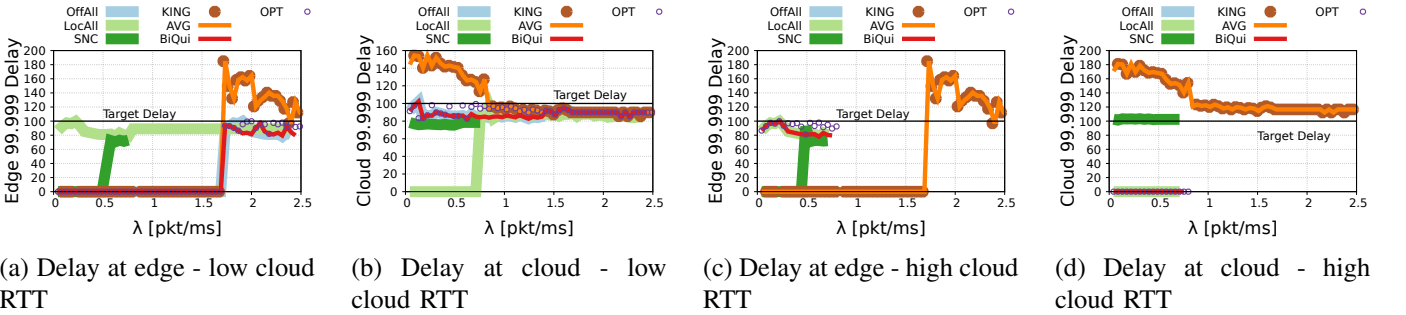 OffAll KING OPT
LocAll AVG
SNC BiQui
Edge 99.999 Delay
200
180
160
140
120
100
80
60
40
20
0
Target Delay
0 0.5 1 1.5 2 2.5
λ [pkt/ms]
(a) Delay at edge - low cloud
RTT
OffAll KING OPT
LocAll AVG
SNC BiQui
Cloud 99.999 Delay
160
140
120
100
80
60
40
20
0
Target Delay
0 0.5 1 1.5 2 2.5
λ [pkt/ms]
(b) Delay at cloud - low
cloud RTT
OffAll KING OPT
LocAll AVG
SNC BiQui
Edge 99.999 Delay
200
180
160
140
120
100
80
60
40
20
0
Target Delay
0 0.5 1 1.5 2 2.5
λ [pkt/ms]
(c) Delay at edge - high cloud
RTT
OffAll KING OPT
LocAll AVG
SNC BiQui
Cloud 99.999 Delay
200
180
160
140
120
100
80
60
40
20
0
Target Delay
0 0.5 1 1.5 2 2.5
λ [pkt/ms]
(d) Delay at cloud - high
cloud RTT